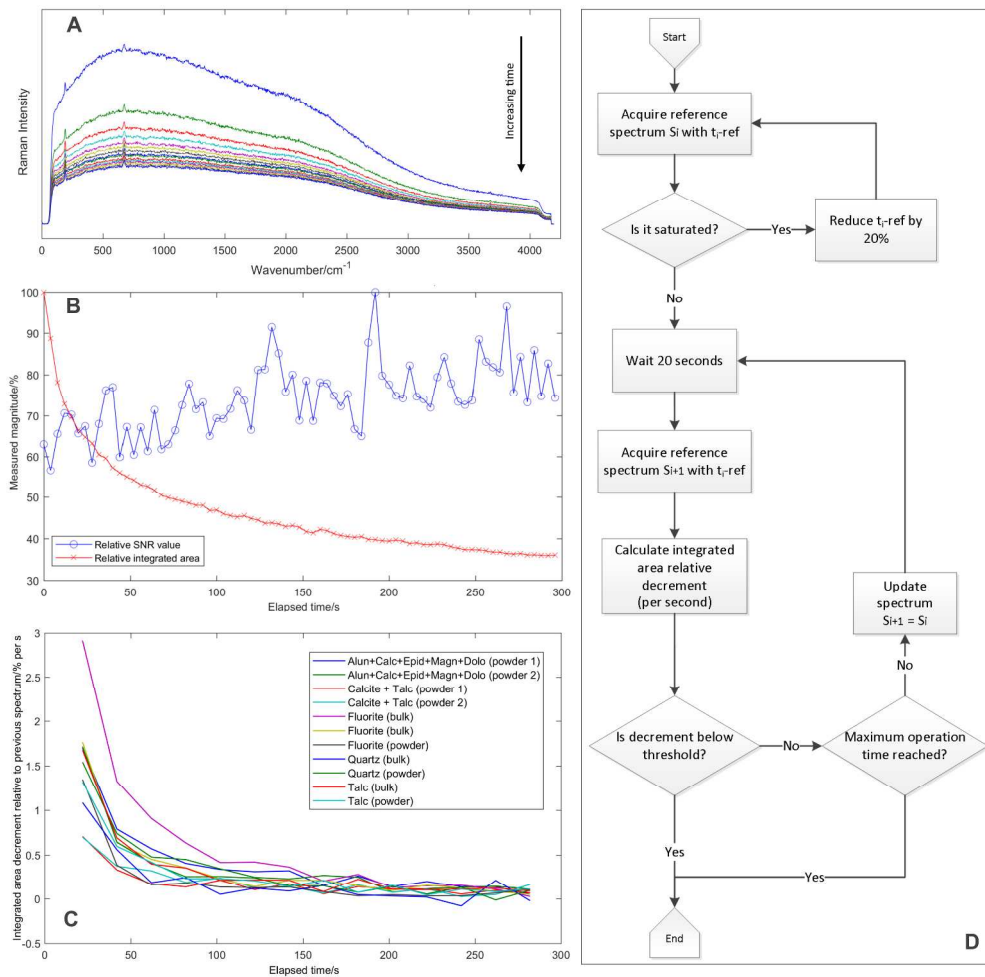 A
Increasing time
Raman Intensity
0 500 1000 1500 2000 2500 3000 3500 4000
Wavenumber/cm⁻¹
B
100
90
80
70
60
50
40
30
Measured magnitude/%
Relative SNR value
Relative integrated area
0 50 100 150 200 250 300
Elapsed time/s
3
2.5
2
1.5
1
0.5
0
-0.5
Integrated area decrement relative to previous spectrum/% per s
Alun+Calc+Epid+Magn+Dolo (powder 1)
Alun+Calc+Epid+Magn+Dolo (powder 2)
Calcite + Talc (powder 1)
Calcite + Talc (powder 2)
Fluorite (bulk)
Fluorite (bulk)
Fluorite (powder)
Quartz (bulk)
Quartz (powder)
Talc (bulk)
Talc (powder)
C
0 50 100 150 200 250 300
Elapsed time/s
Start
Acquire reference
spectrum Si with ti-ref
Is it saturated?
Yes
Reduce ti-ref by
20%
No
Wait 20 seconds
Acquire reference
spectrum Si+1 with ti-ref
Calculate integrated
area relative
decrement
(per second)
Update
spectrum
Si+1 = Si
No
Is decrement below
threshold?
No
Maximum operation
time reached?
Yes
Yes
End
D